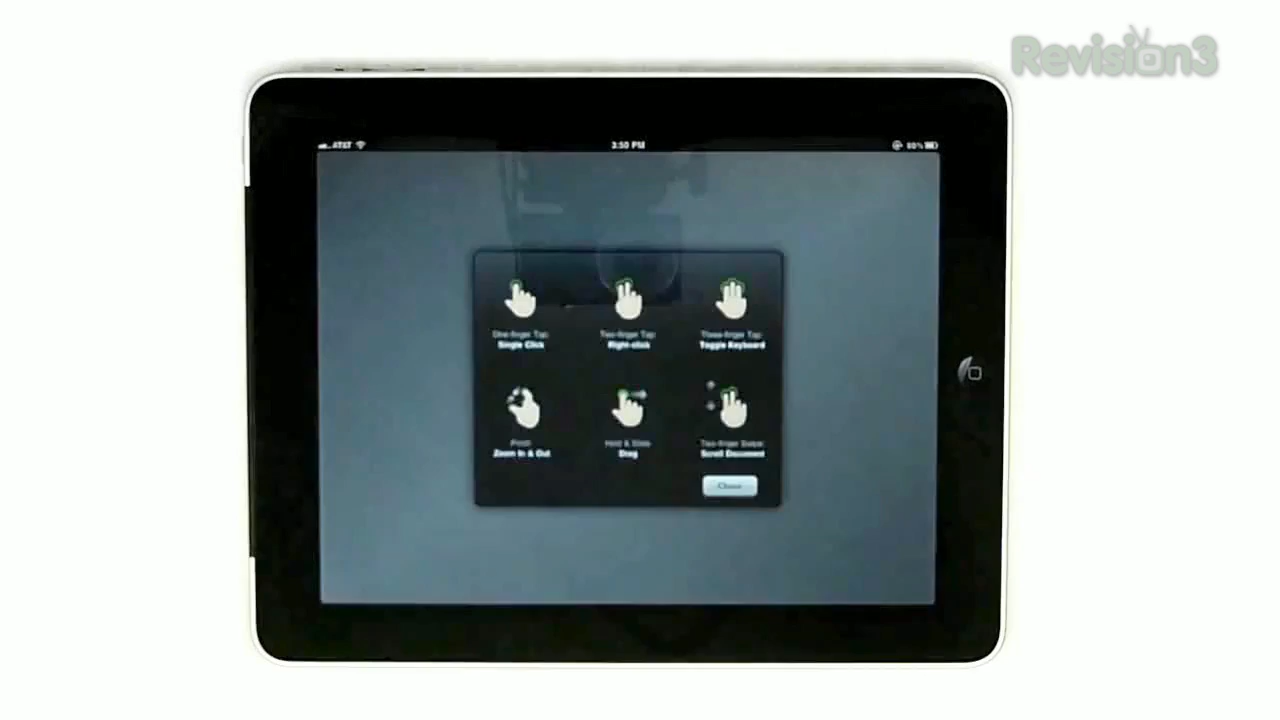 Revision3
AT&T
3:50 PM
80%
One-finger Tap:
Single Click
Two-finger Tap:
Right-click
Three-finger Tap:
Toggle Keyboard
Pinch:
Zoom In & Out
Hold & Slide:
Drag
Two-finger Swipe:
Scroll Document
Close